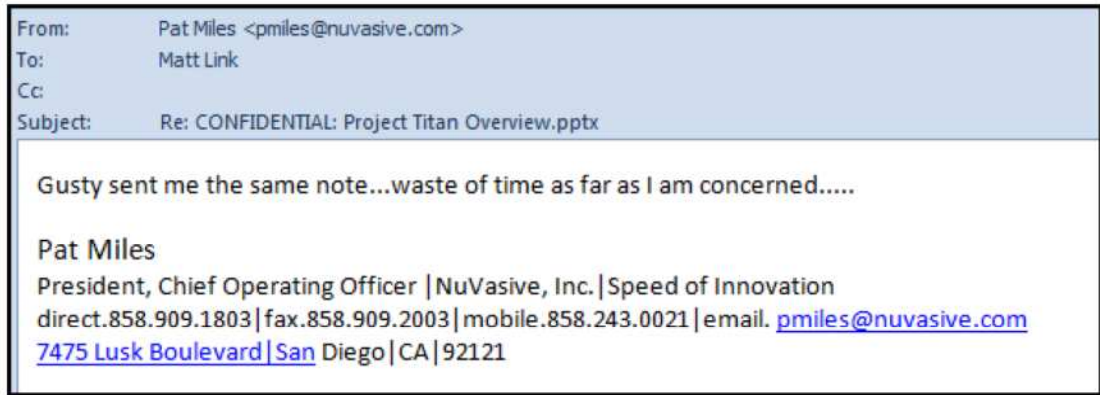 From: Pat Miles <pmiles@nuvasive.com>
To: Matt Link
Cc:
Subject: Re: CONFIDENTIAL: Project Titan Overview.pptx
Gusty sent me the same note...waste of time as far as I am concerned.....
Pat Miles
President, Chief Operating Officer |NuVasive, Inc.|Speed of Innovation
direct.858.909.1803|fax.858.909.2003|mobile.858.243.0021|email. pmiles@nuvasive.com
7475 Lusk Boulevard|San Diego|CA|92121